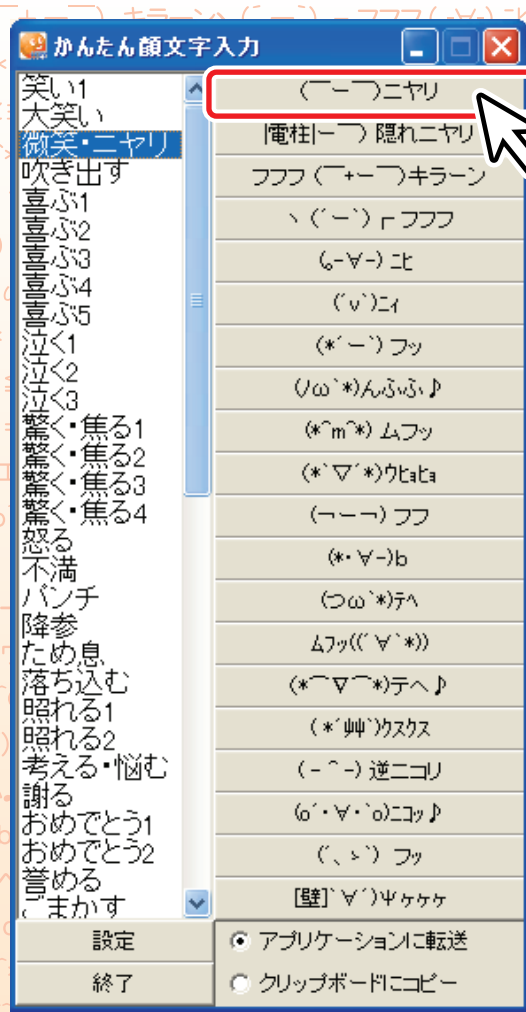 かんたん顔文字入力
笑い1
大笑い
微笑・ニヤリ
吹き出す
喜ぶ1
喜ぶ2
喜ぶ3
喜ぶ4
喜ぶ5
泣く1
泣く2
泣く3
驚く・焦る1
驚く・焦る2
驚く・焦る3
驚く・焦る4
怒る
不満
パンチ
降参
ため息
落ち込む
照れる1
照れる2
考える・悩む
謝る
おめでとう1
おめでとう2
誉める
ごまかす
(￣ー￣)ニヤリ
|電柱|ー￣) 隠れニヤリ
フフフ (￣+ー￣)キラーン
ヽ (´ー`) ┌ フフフ
(｡-∀-) ﾆﾋ
(´v`)ﾆｨ
(*´ー`) フッ
(ﾉω`*)んふふ♪
(*^m^*) ムフッ
(*`▽´*)ｳﾋｮﾋｮ
(¬ー¬) フフ
(*・∀-)b
(つω`*)ﾃﾍ
ﾑﾌｯ((´∀`*))
(*⌒∇⌒*)テヘ♪
( *´艸`)ｸｽｸｽ
( - ^ -) 逆ニコリ
(o´・∀・`o)ﾆｺｯ♪
(´、ゝ`) フッ
[壁]`∀´)Ψヶヶヶ
設定
終了
アプリケーションに転送
クリップボードにコピー